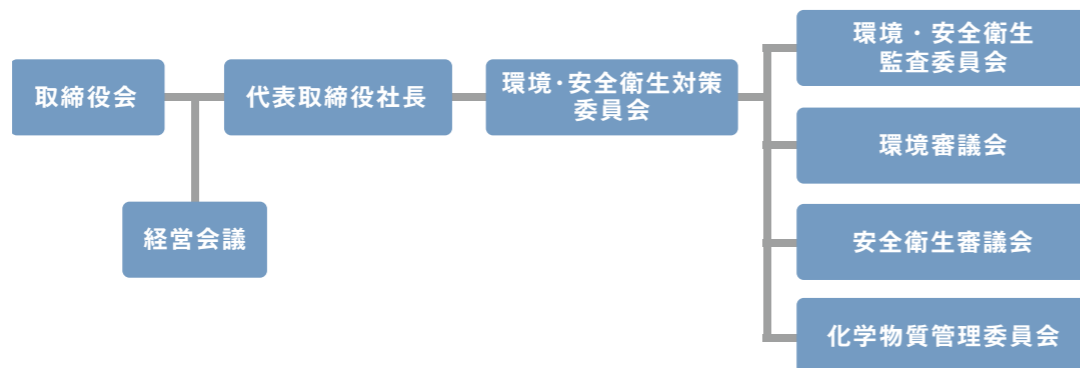 取締役会
代表取締役社長
環境・安全衛生対策
委員会
経営会議
環境・安全衛生
監査委員会
環境審議会
安全衛生審議会
化学物質管理委員会